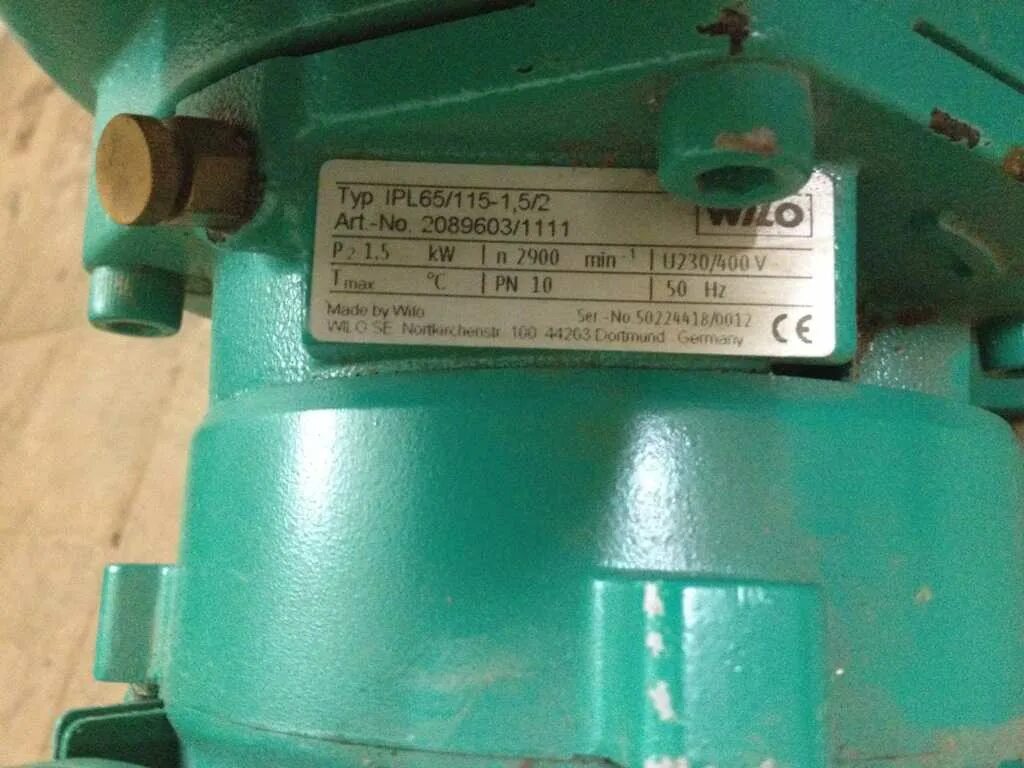 Typ IPL65/115-1,5/2
Art.-No. 2089603/1111
WILO
P2 1.5 kW | n 2900 min-1 | U230/400 V
Tmax °C | PN 10 | 50 Hz
Made by Wilo Ser.-No.50224418/0012
WILO SE Nortkirchenstr. 100 44263 Dortmund Germany
CE